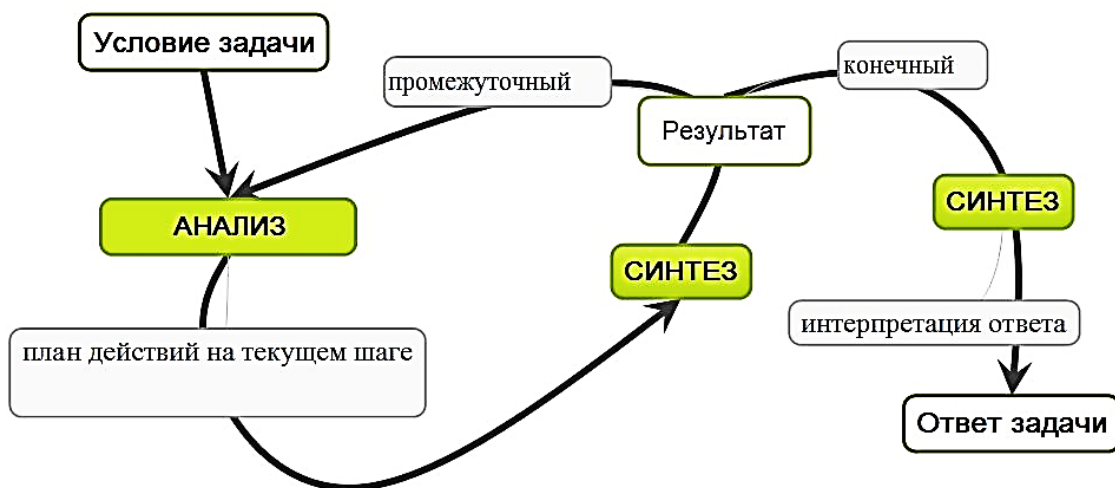 Условие задачи
промежуточный
конечный
Результат
АНАЛИЗ
СИНТЕЗ
СИНТЕЗ
план действий на текущем шаге
интерпретация ответа
Ответ задачи